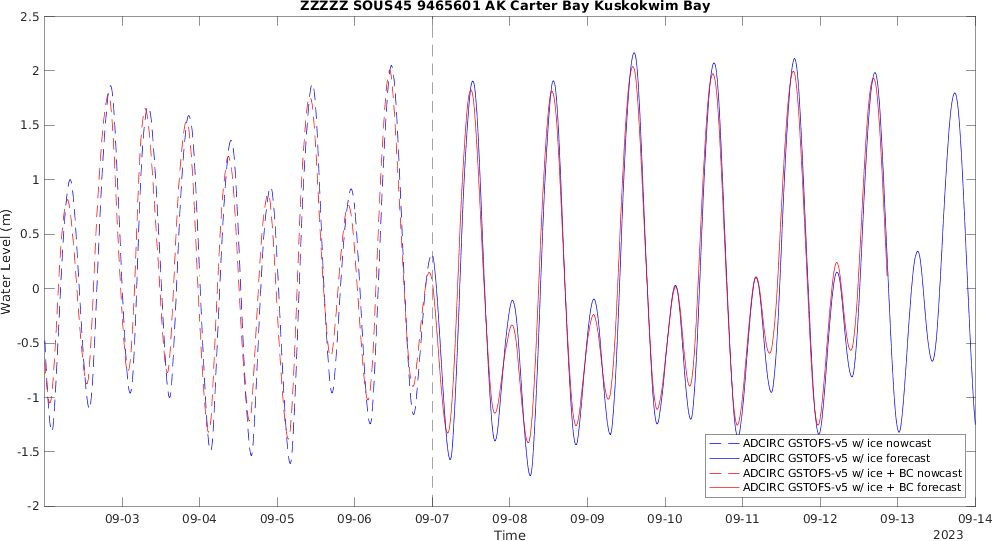 ZZZZZ SOUS45 9465601 AK Carter Bay Kuskokwim Bay
2.5
2
1.5
1
0.5
0
-0.5
-1
-1.5
-2
Water Level (m)
09-03 09-04 09-05 09-06 09-07 09-08 09-09 09-10 09-11 09-12 09-13 09-14
Time
2023
ADCIRC GSTOFS-v5 w/ ice nowcast
ADCIRC GSTOFS-v5 w/ ice forecast
ADCIRC GSTOFS-v5 w/ ice + BC nowcast
ADCIRC GSTOFS-v5 w/ ice + BC forecast